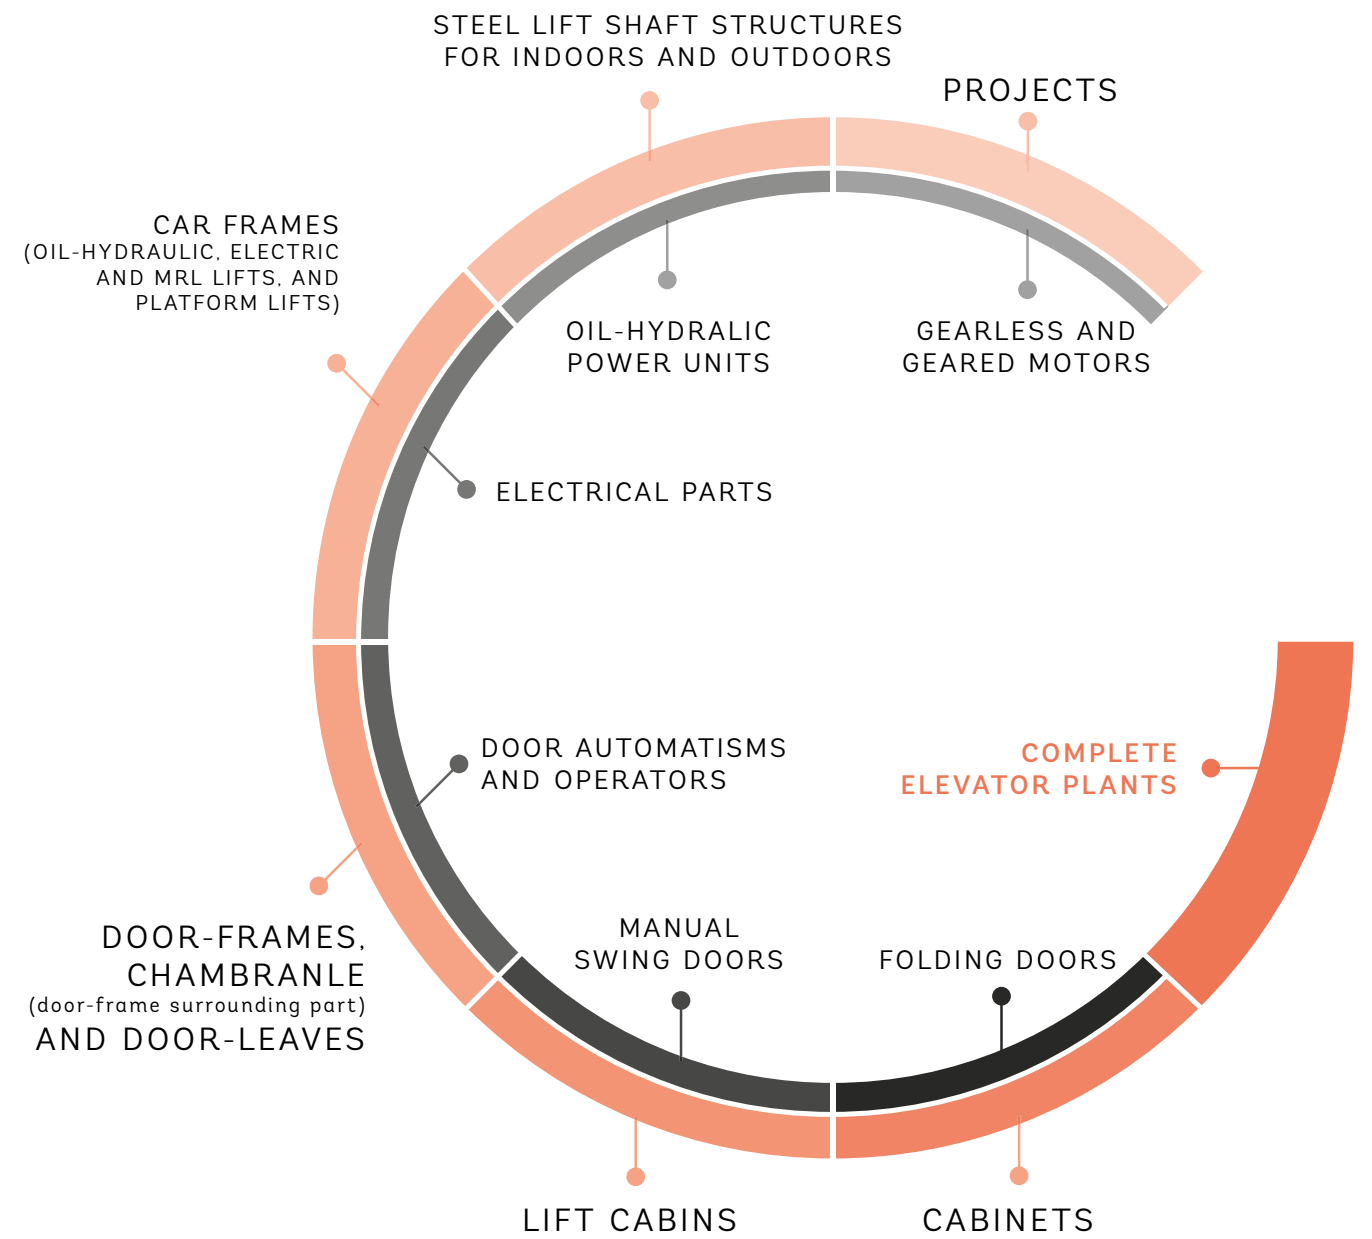 STEEL LIFT SHAFT STRUCTURES
FOR INDOORS AND OUTDOORS
PROJECTS
CAR FRAMES
(OIL-HYDRAULIC, ELECTRIC
AND MRL LIFTS, AND
PLATFORM LIFTS)
OIL-HYDRALIC
POWER UNITS
GEARLESS AND
GEARED MOTORS
ELECTRICAL PARTS
DOOR AUTOMATISMS
AND OPERATORS
COMPLETE
ELEVATOR PLANTS
DOOR-FRAMES,
CHAMBRANLE
(door-frame surrounding part)
AND DOOR-LEAVES
MANUAL
SWING DOORS
FOLDING DOORS
LIFT CABINS
CABINETS